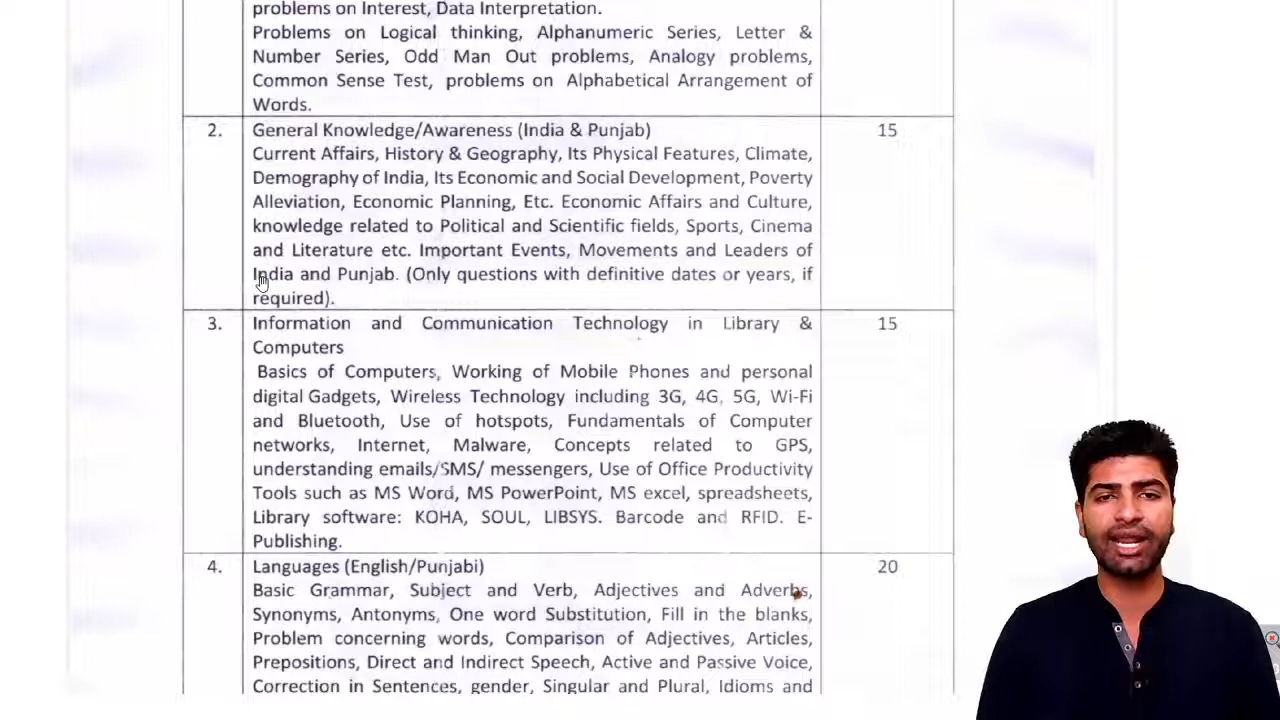 problems on Interest, Data Interpretation.
Problems on Logical thinking, Alphanumeric Series, Letter &
Number Series, Odd Man Out problems, Analogy problems,
Common Sense Test, problems on Alphabetical Arrangement of
Words.
2. General Knowledge/Awareness (India & Punjab) 15
Current Affairs, History & Geography, Its Physical Features, Climate,
Demography of India, Its Economic and Social Development, Poverty
Alleviation, Economic Planning, Etc. Economic Affairs and Culture,
knowledge related to Political and Scientific fields, Sports, Cinema
and Literature etc. Important Events, Movements and Leaders of
India and Punjab. (Only questions with definitive dates or years, if
required).
3. Information and Communication Technology in Library & 15
Computers
Basics of Computers, Working of Mobile Phones and personal
digital Gadgets, Wireless Technology including 3G, 4G, 5G, Wi-Fi
and Bluetooth, Use of hotspots, Fundamentals of Computer
networks, Internet, Malware, Concepts related to GPS,
understanding emails/SMS/ messengers, Use of Office Productivity
Tools such as MS Word, MS PowerPoint, MS excel, spreadsheets,
Library software: KOHA, SOUL, LIBSYS. Barcode and RFID. E-
Publishing.
4. Languages (English/Punjabi) 20
Basic Grammar, Subject and Verb, Adjectives and Adverbs,
Synonyms, Antonyms, One word Substitution, Fill in the blanks,
Problem concerning words, Comparison of Adjectives, Articles,
Prepositions, Direct and Indirect Speech, Active and Passive Voice,
Correction in Sentences, gender, Singular and Plural, Idioms and